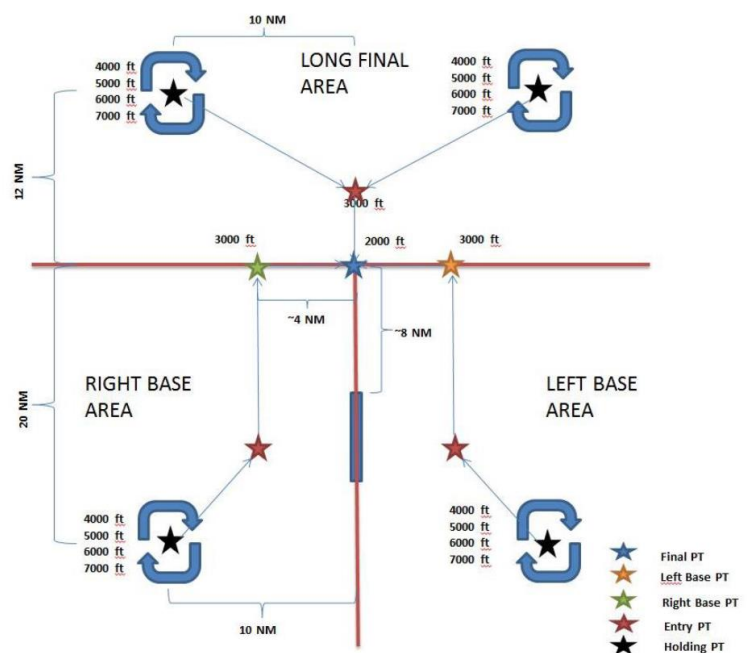 10 NM
LONG FINAL
AREA
4000 ft
5000 ft
6000 ft
7000 ft
4000 ft
5000 ft
6000 ft
7000 ft
12 NM
3000 ft
3000 ft
2000 ft
3000 ft
~4 NM
~8 NM
RIGHT BASE
AREA
LEFT BASE
AREA
20 NM
4000 ft
5000 ft
6000 ft
7000 ft
4000 ft
5000 ft
6000 ft
7000 ft
10 NM
Final PT
Left Base PT
Right Base PT
Entry PT
Holding PT